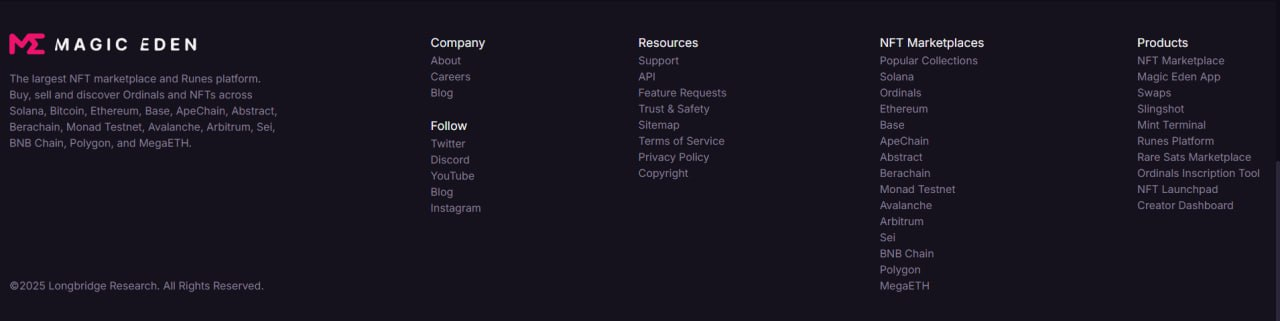 MAGIC EDEN
The largest NFT marketplace and Runes platform.
Buy, sell and discover Ordinals and NFTs across
Solana, Bitcoin, Ethereum, Base, ApeChain, Abstract,
Berachain, Monad Testnet, Avalanche, Arbitrum, Sei,
BNB Chain, Polygon, and MegaETH.
©2025 Longbridge Research. All Rights Reserved.
Company
About
Careers
Blog
Follow
Twitter
Discord
YouTube
Blog
Instagram
Resources
Support
API
Feature Requests
Trust & Safety
Sitemap
Terms of Service
Privacy Policy
Copyright
NFT Marketplaces
Popular Collections
Solana
Ordinals
Ethereum
Base
ApeChain
Abstract
Berachain
Monad Testnet
Avalanche
Arbitrum
Sei
BNB Chain
Polygon
MegaETH
Products
NFT Marketplace
Magic Eden App
Swaps
Slingshot
Mint Terminal
Runes Platform
Rare Sats Marketplace
Ordinals Inscription Tool
NFT Launchpad
Creator Dashboard